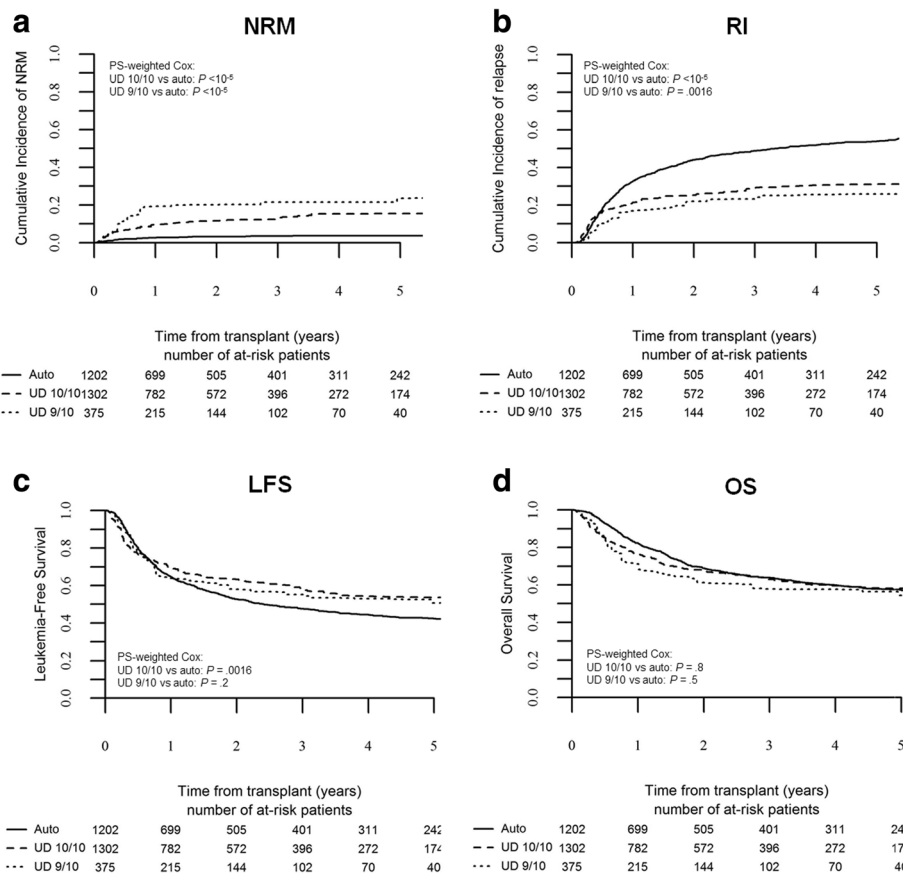 a
NRM
Cumulative Incidence of NRM
1.0
0.8
0.6
0.4
0.2
0.0
PS-weighted Cox:
UD 10/10 vs auto: P <10-5
UD 9/10 vs auto: P <10-5
0 1 2 3 4 5
Time from transplant (years)
number of at-risk patients
Auto 1202 699 505 401 311 242
UD 10/10 1302 782 572 396 272 174
UD 9/10 375 215 144 102 70 40
b
RI
Cumulative Incidence of relapse
1.0
0.8
0.6
0.4
0.2
0.0
PS-weighted Cox:
UD 10/10 vs auto: P <10-5
UD 9/10 vs auto: P = .0016
0 1 2 3 4 5
Time from transplant (years)
number of at-risk patients
Auto 1202 699 505 401 311 242
UD 10/10 1302 782 572 396 272 174
UD 9/10 375 215 144 102 70 40
c
LFS
Leukemia-Free Survival
1.0
0.8
0.6
0.4
0.2
0.0
PS-weighted Cox:
UD 10/10 vs auto: P = .0016
UD 9/10 vs auto: P = .2
0 1 2 3 4 5
Time from transplant (years)
number of at-risk patients
Auto 1202 699 505 401 311 242
UD 10/10 1302 782 572 396 272 174
UD 9/10 375 215 144 102 70 40
d
OS
Overall Survival
1.0
0.8
0.6
0.4
0.2
0.0
PS-weighted Cox:
UD 10/10 vs auto: P = .8
UD 9/10 vs auto: P = .5
0 1 2 3 4 5
Time from transplant (years)
number of at-risk patients
Auto 1202 699 505 401 311 24
UD 10/10 1302 782 572 396 272 17
UD 9/10 375 215 144 102 70 40